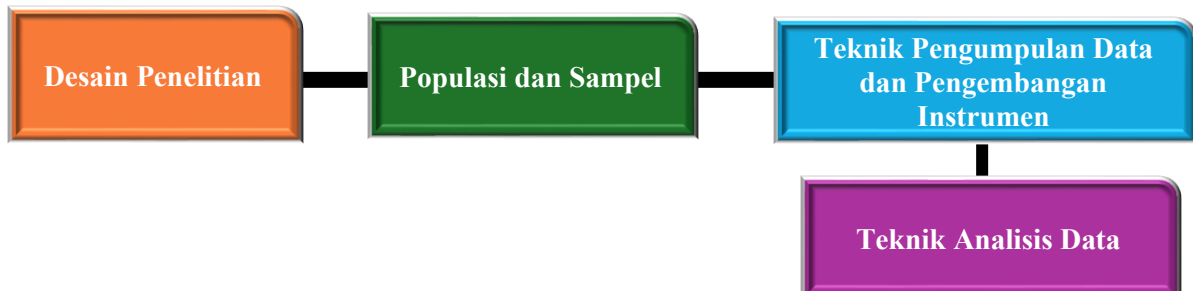 Desain Penelitian
Populasi dan Sampel
Teknik Pengumpulan Data
dan Pengembangan
Instrumen
Teknik Analisis Data